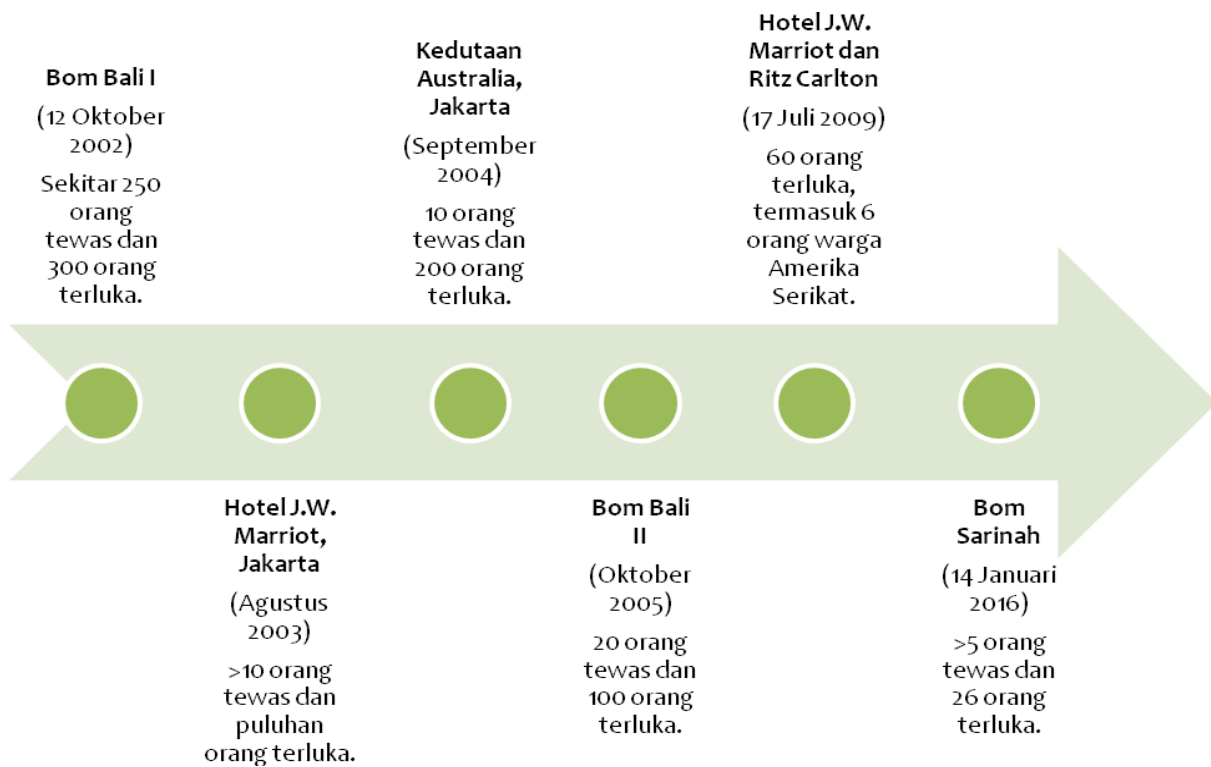 Bom Bali I
(12 Oktober
2002)
Sekitar 250
orang
tewas dan
300 orang
terluka.
Hotel J.W.
Marriot,
Jakarta
(Agustus
2003)
>10 orang
tewas dan
puluhan
orang terluka.
Kedutaan
Australia,
Jakarta
(September
2004)
10 orang
tewas dan
200 orang
terluka.
Bom Bali
II
(Oktober
2005)
20 orang
tewas dan
100 orang
terluka.
Hotel J.W.
Marriot dan
Ritz Carlton
(17 Juli 2009)
60 orang
terluka,
termasuk 6
orang warga
Amerika
Serikat.
Bom
Sarinah
(14 Januari
2016)
>5 orang
tewas dan
26 orang
terluka.